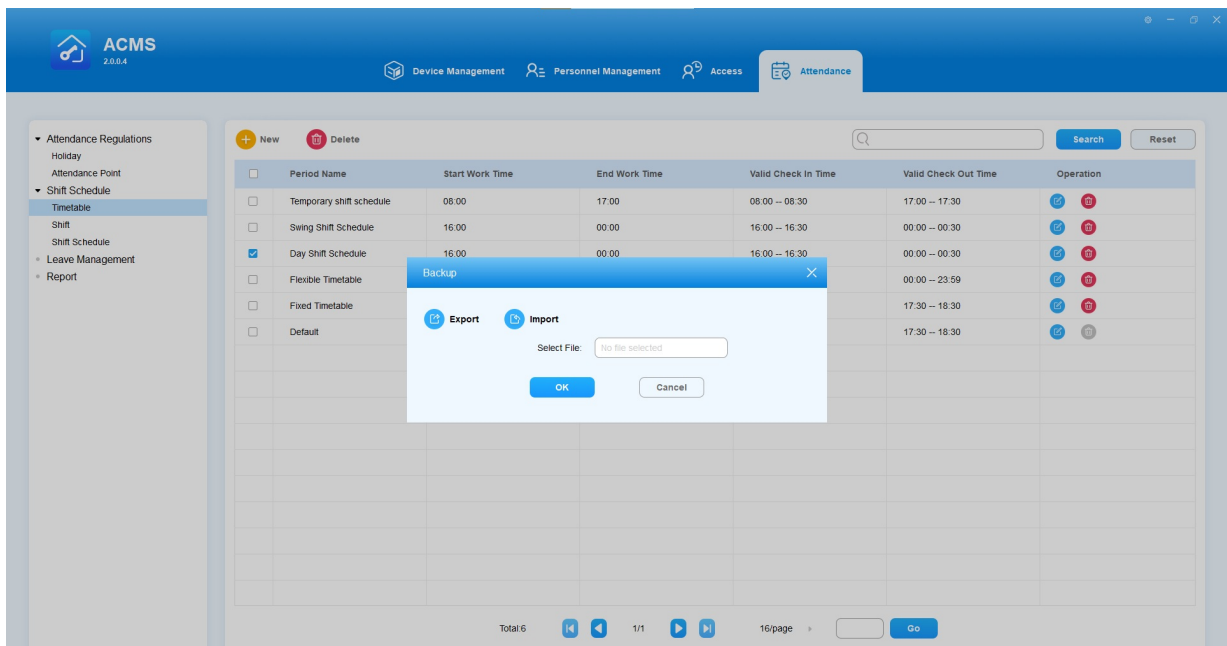 ACMS
2.0.0.4
Device Management Personnel Management Access Attendance
Attendance Regulations
Holiday
Attendance Point
Shift Schedule
Timetable
Shift
Shift Schedule
Leave Management
Report
New Delete Search Reset
Period Name Start Work Time End Work Time Valid Check In Time Valid Check Out Time Operation
Temporary shift schedule 08:00 17:00 08:00 -- 08:30 17:00 -- 17:30
Swing Shift Schedule 16:00 00:00 16:00 -- 16:30 00:00 -- 00:30
Day Shift Schedule 16:00 00:00 16:00 -- 16:30 00:00 -- 00:30
Flexible Timetable 00:00 -- 23:59
Fixed Timetable 17:30 -- 18:30
Default 17:30 -- 18:30
Backup
Export Import
Select File: No file selected
OK Cancel
Total:6 1/1 16/page Go